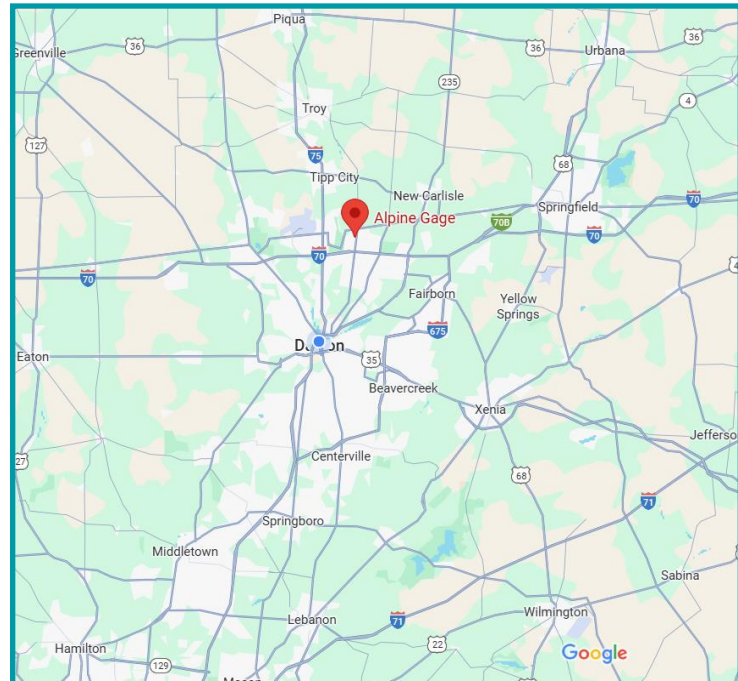 Piqua
36
36
36
Urbana
Greenville
235
4
127
Troy
75
68
Tipp City
New Carlisle
Alpine Gage
70B
Springfield
70
70
70
70
4
Fairborn
Yellow
Springs
675
Eaton
35
Beavercreek
Xenia
Jefferso
Centerville
27
68
71
Springboro
Middletown
Sabina
Lebanon
Wilmington
71
22
Hamilton
Google
129